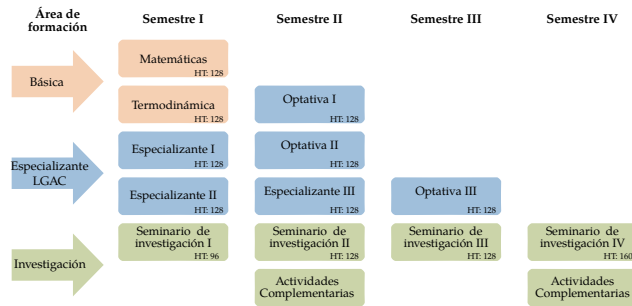 Área de
formación
Semestre I
Semestre II
Semestre III
Semestre IV
Básica
Matemáticas
HT: 128
Termodinámica
HT: 128
Optativa I
HT: 128
Especializante
LGAC
Especializante I
HT: 128
Optativa II
HT: 128
Especializante II
HT: 128
Especializante III
HT: 128
Optativa III
HT: 128
Investigación
Seminario de
investigación I
HT: 96
Seminario de
investigación II
HT: 128
Seminario de
investigación III
HT: 128
Seminario de
investigación IV
HT: 160
Actividades
Complementarias
Actividades
Complementarias